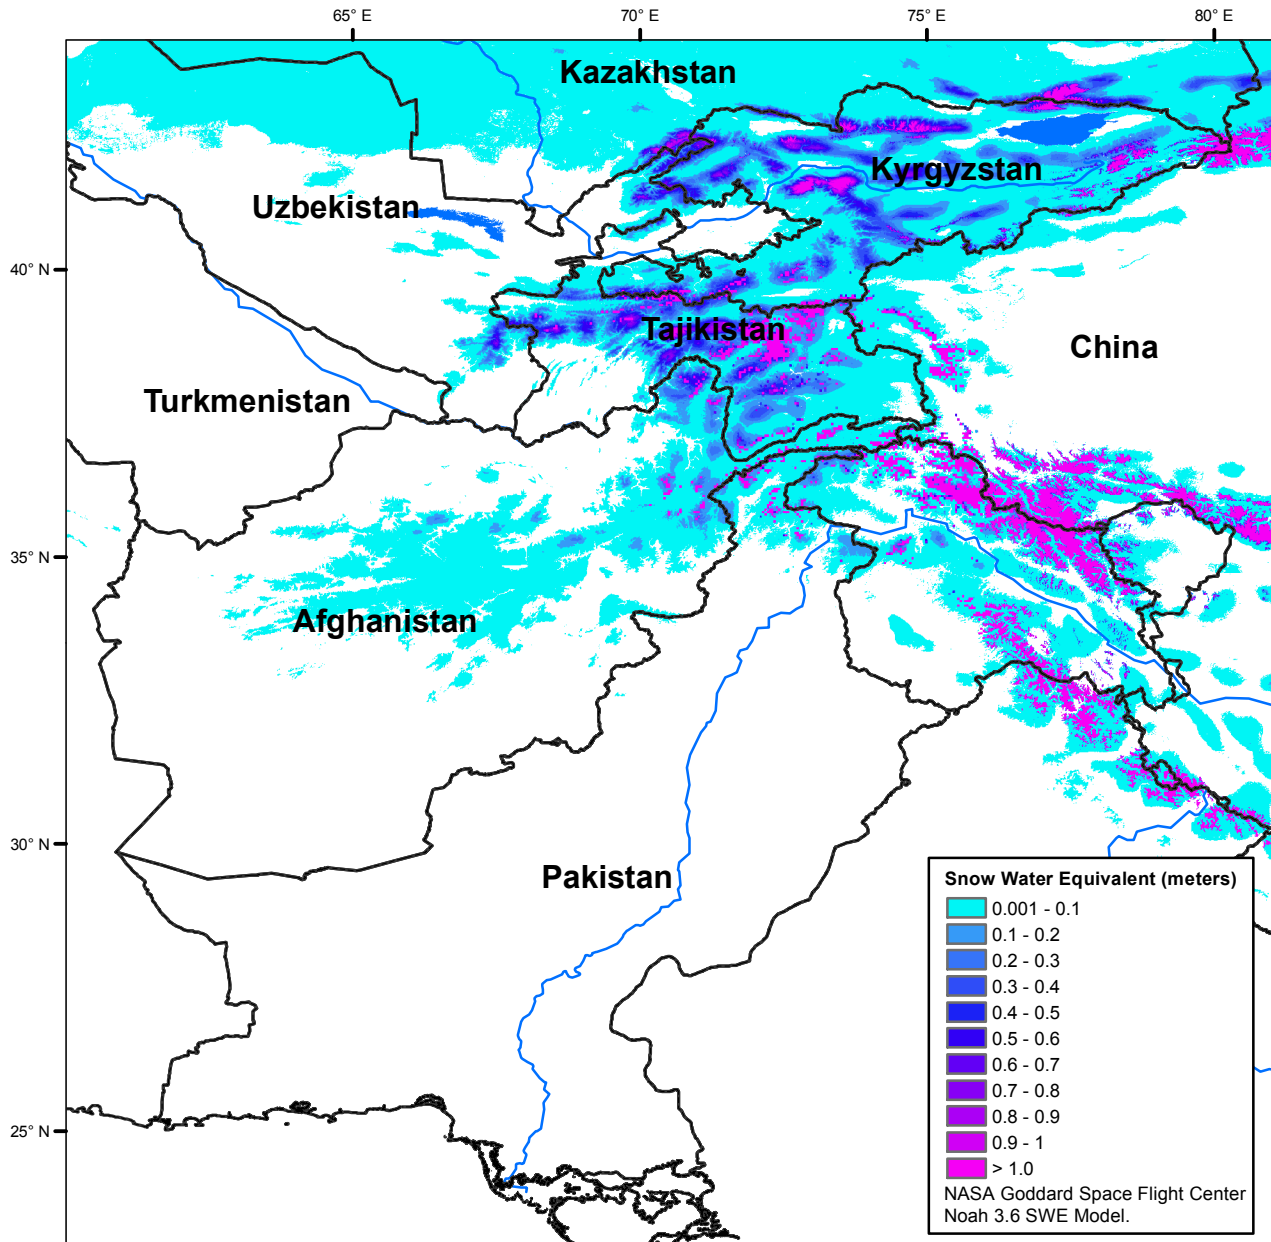 65° E
70° E
75° E
80° E
Kazakhstan
Kyrgyzstan
Uzbekistan
40° N
Tajikistan
China
Turkmenistan
35° N
Afghanistan
30° N
Pakistan
Snow Water Equivalent (meters)
0.001 - 0.1
0.1 - 0.2
0.2 - 0.3
0.3 - 0.4
0.4 - 0.5
0.5 - 0.6
0.6 - 0.7
0.7 - 0.8
0.8 - 0.9
0.9 - 1
> 1.0
25° N
NASA Goddard Space Flight Center
Noah 3.6 SWE Model.